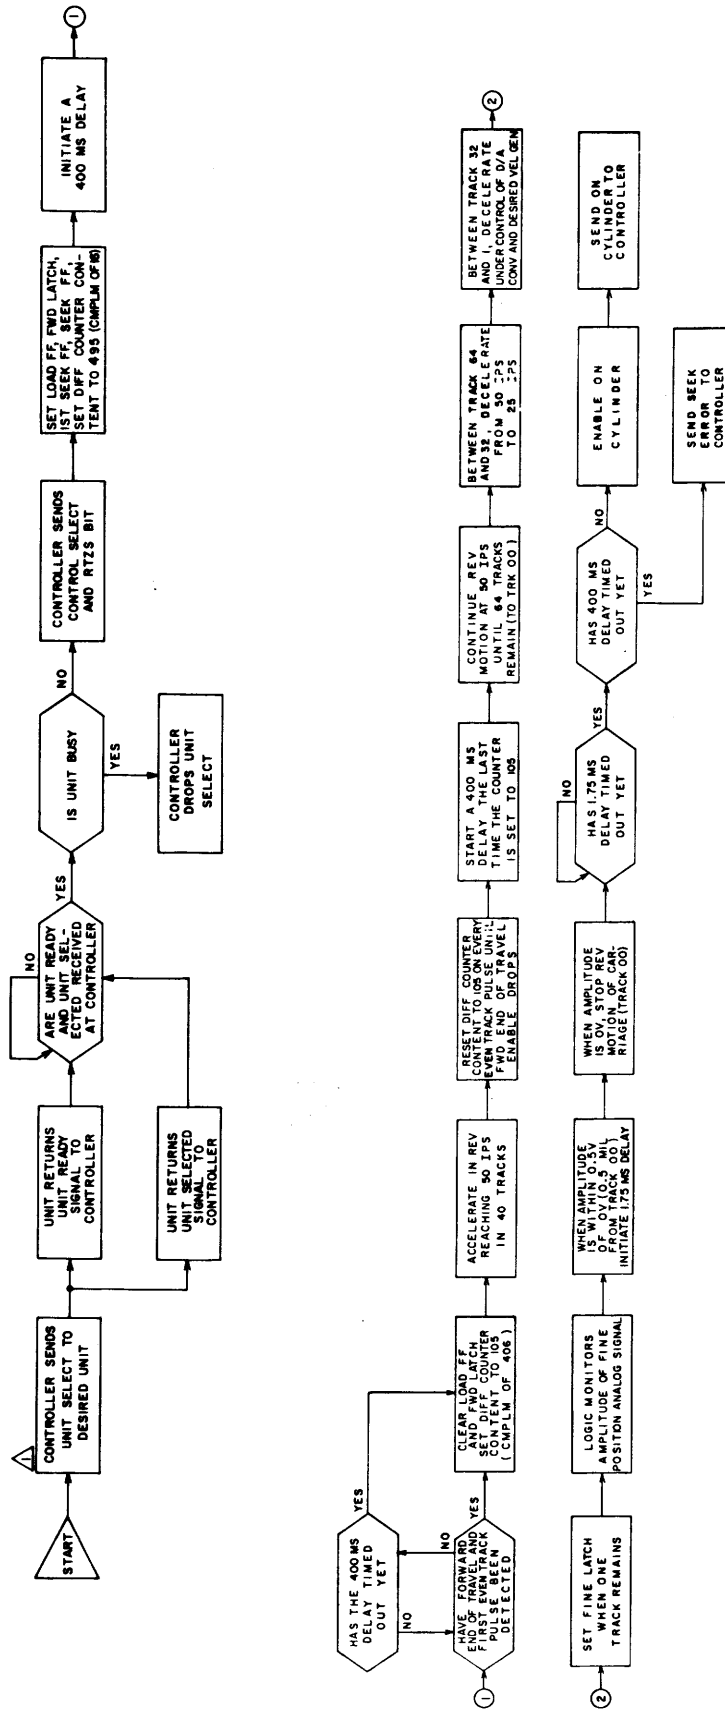 START
1
CONTROLLER SENDS
UNIT SELECT TO
DESIRED UNIT
UNIT RETURNS
UNIT READY
SIGNAL TO
CONTROLLER
UNIT RETURNS
UNIT SELECTED
SIGNAL TO
CONTROLLER
NO
ARE UNIT READY
AND UNIT SEL-
ECTED RECEIVED
AT CONTROLLER
YES
IS UNIT BUSY
YES
CONTROLLER
DROPS UNIT
SELECT
NO
CONTROLLER SENDS
CONTROL SELECT
AND RTZS BIT
SET LOAD FF, FWD LATCH,
1ST SEEK FF, SEEK FF,
SET DIFF COUNTER CON-
TENT TO 495 (CMPLM OF 16)
INITIATE A
400 MS DELAY
1
HAS THE 400 MS
DELAY TIMED
OUT YET
YES
NO
NO
1
HAVE FORWARD
END OF TRAVEL AND
FIRST EVEN TRACK
PULSE BEEN
DETECTED
YES
CLEAR LOAD FF
AND FWD LATCH
SET DIFF COUNTER
CONTENT TO 105
(CMPLM OF 406)
ACCELERATE IN REV
REACHING 50 IPS
IN 40 TRACKS
RESET DIFF COUNTER
CONTENT TO 105 ON EVERY
EVEN TRACK PULSE UNTIL
FWD END OF TRAVEL
ENABLE DROPS
START A 400 MS
DELAY THE LAST
TIME THE COUNTER
IS SET TO 105
CONTINUE REV
MOTION AT 50 IPS
UNTIL 64 TRACKS
REMAIN (TO TRK 00)
BETWEEN TRACK 64
AND 32, DECELERATE
FROM 50 IPS
TO 25 IPS
BETWEEN TRACK 32
AND 1, DECELERATE
UNDER CONTROL OF D/A
CONV AND DESIRED VEL GEN
2
2
SET FINE LATCH
WHEN ONE
TRACK REMAINS
LOGIC MONITORS
AMPLITUDE OF FINE
POSITION ANALOG SIGNAL
WHEN AMPLITUDE
IS WITHIN 0.5V
OF 0V (0.5 MIL
FROM TRACK 00)
INITIATE 1.75 MS DELAY
WHEN AMPLITUDE
IS 0V, STOP REV
MOTION OF CAR-
RIAGE (TRACK 00)
NO
HAS 1.75 MS
DELAY TIMED
OUT YET
YES
HAS 400 MS
DELAY TIMED
OUT YET
NO
YES
ENABLE ON
CYLINDER
SEND ON
CYLINDER TO
CONTROLLER
SEND SEEK
ERROR TO
CONTROLLER